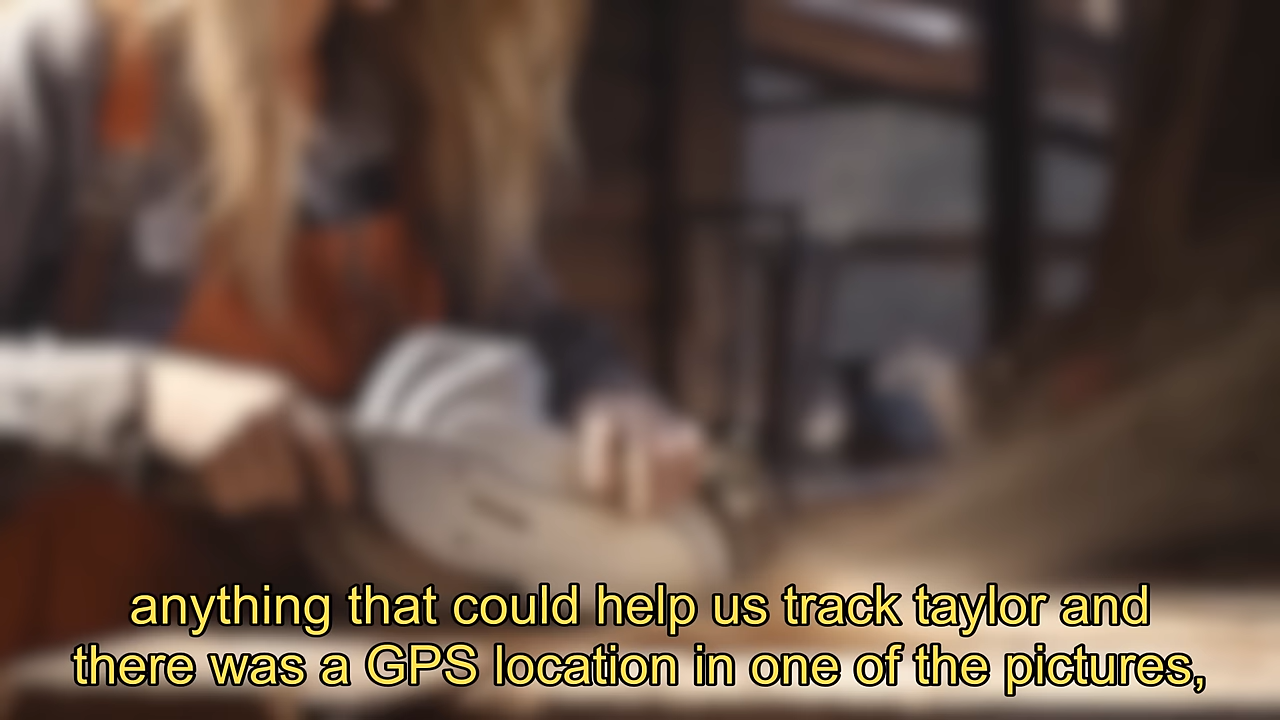 anything that could help us track taylor and
there was a GPS location in one of the pictures,